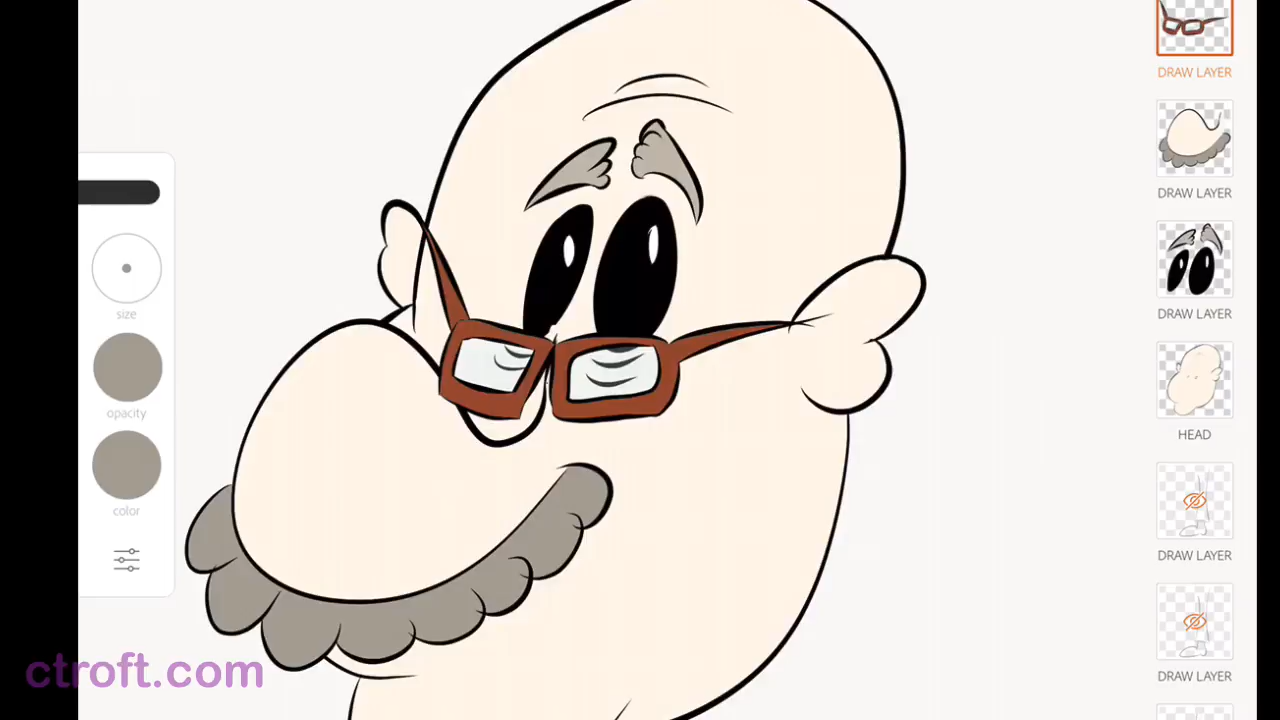 size
opacity
color
DRAW LAYER
DRAW LAYER
DRAW LAYER
HEAD
DRAW LAYER
DRAW LAYER
ctroft.com